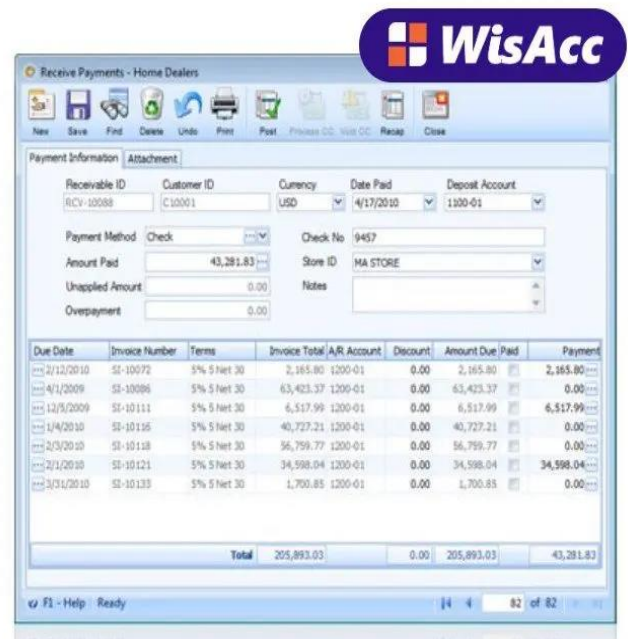 WisAcc
Receive Payments - Home Dealers
New Save Find Delete Undo Print Post Process CC Void CC Recap Close
Payment Information Attachment
Receivable ID Customer ID Currency Date Paid Deposit Account
RCV-10088 C10001 USD 4/17/2010 1100-01
Payment Method Check Check No 9457
Amount Paid 43,281.83 Store ID MA STORE
Unapplied Amount 0.00 Notes
Overpayment 0.00
Due Date Invoice Number Terms Invoice Total A/R Account Discount Amount Due Paid Payment
2/12/2010 SI-10072 5% 5 Net 30 2,165.80 1200-01 0.00 2,165.80 2,165.80
4/1/2009 SI-10086 5% 5 Net 30 63,423.37 1200-01 0.00 63,423.37 0.00
12/5/2009 SI-10111 5% 5 Net 30 6,517.99 1200-01 0.00 6,517.99 6,517.99
1/4/2010 SI-10116 5% 5 Net 30 40,727.21 1200-01 0.00 40,727.21 0.00
2/3/2010 SI-10118 5% 5 Net 30 56,759.77 1200-01 0.00 56,759.77 0.00
2/1/2010 SI-10121 5% 5 Net 30 34,598.04 1200-01 0.00 34,598.04 34,598.04
3/31/2010 SI-10133 5% 5 Net 30 1,700.85 1200-01 0.00 1,700.85 0.00
Total 205,893.03 0.00 205,893.03 43,281.83
F1 - Help Ready 82 of 82